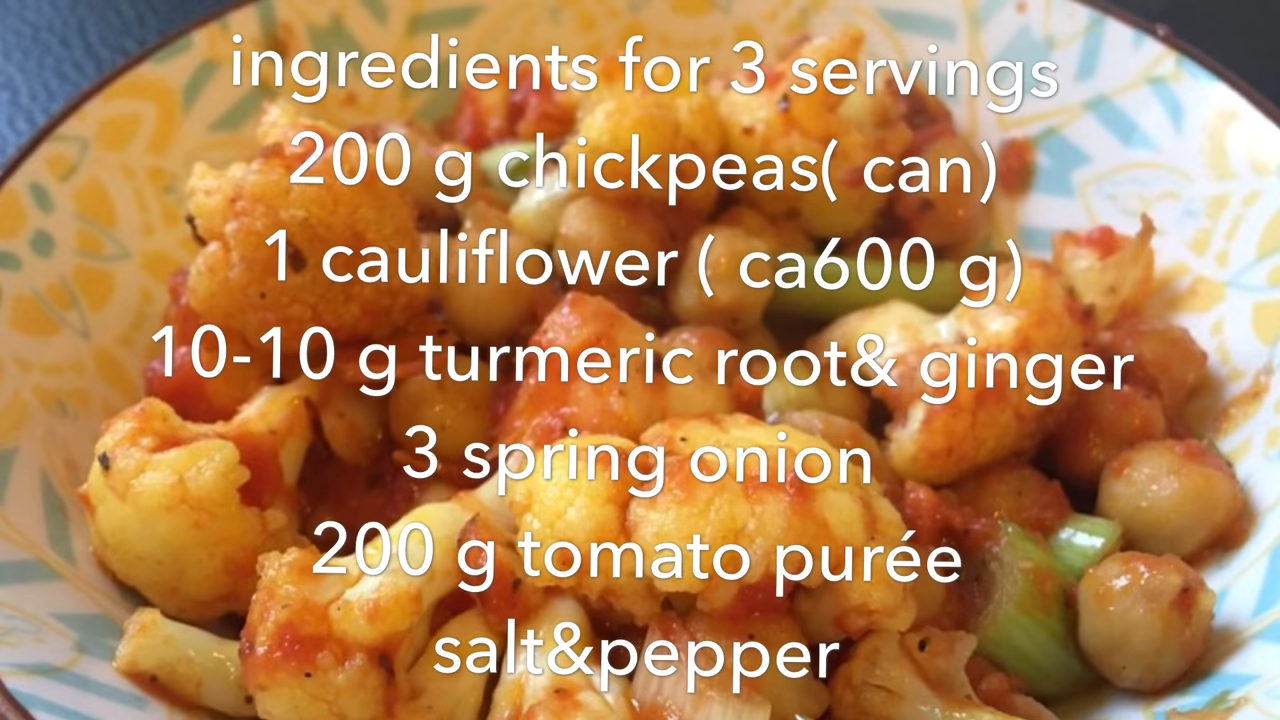 ingredients for 3 servings
200 g chickpeas( can)
1 cauliflower ( ca600 g)
10-10 g turmeric root& ginger
3 spring onion
200 g tomato purée
salt&pepper